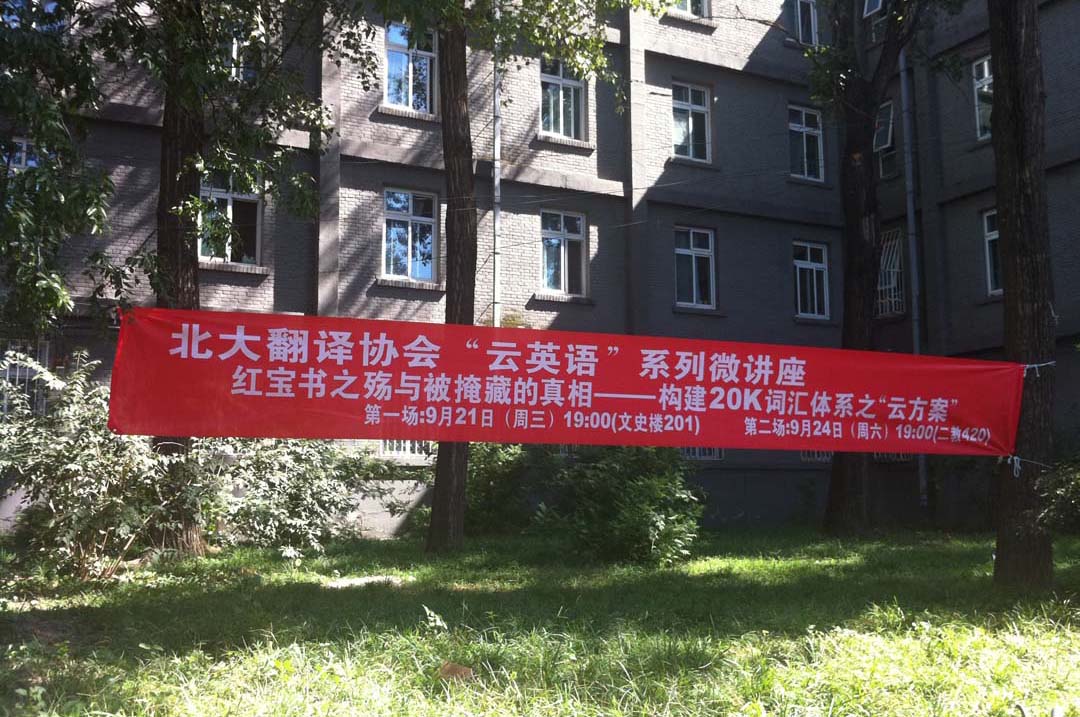 北大翻译协会“云英语”系列微讲座
红宝书之殇与被掩藏的真相——构建20K词汇体系之“云方案”
第一场:9月21日（周三）19:00(文史楼201) 第二场:9月24日（周六）19:00(二教420)